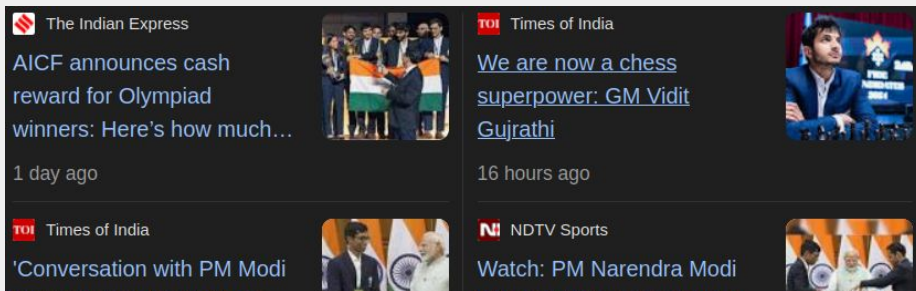 The Indian Express
AICF announces cash
reward for Olympiad
winners: Here’s how much…
1 day ago
TOI Times of India
We are now a chess
superpower: GM Vidit
Gujrathi
16 hours ago
TOI Times of India
'Conversation with PM Modi
N NDTV Sports
Watch: PM Narendra Modi